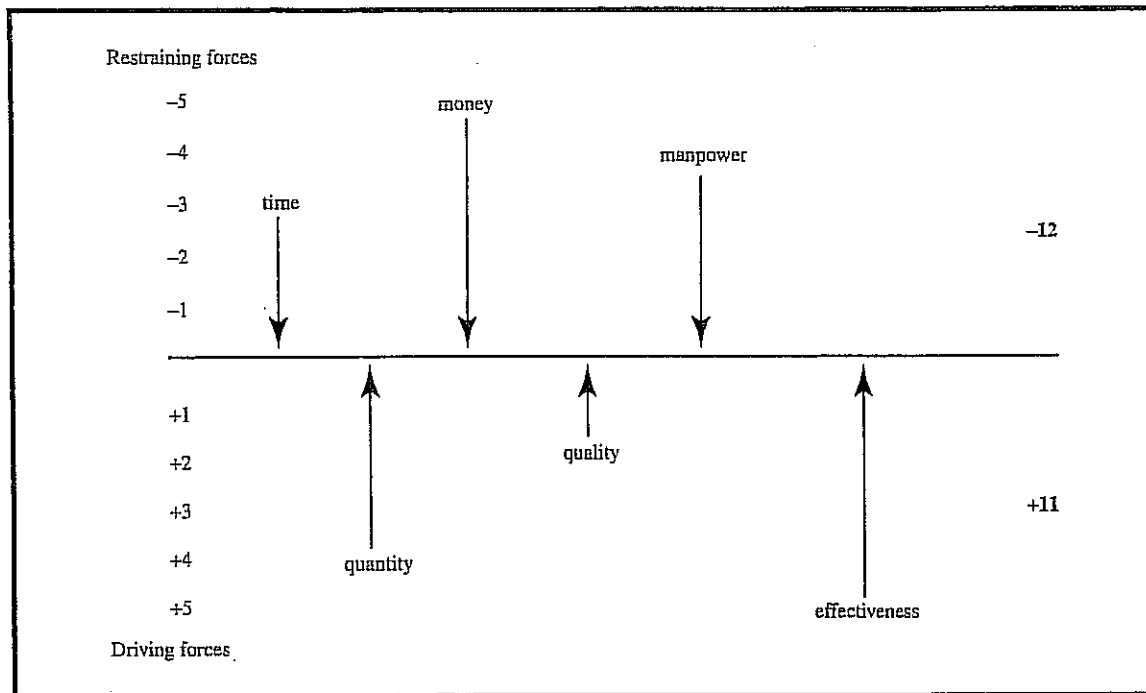 Restraining forces
–5
money
–4
manpower
–3
time
–12
–2
–1
+1
quality
+2
+3
+11
+4
quantity
+5
effectiveness
Driving forces